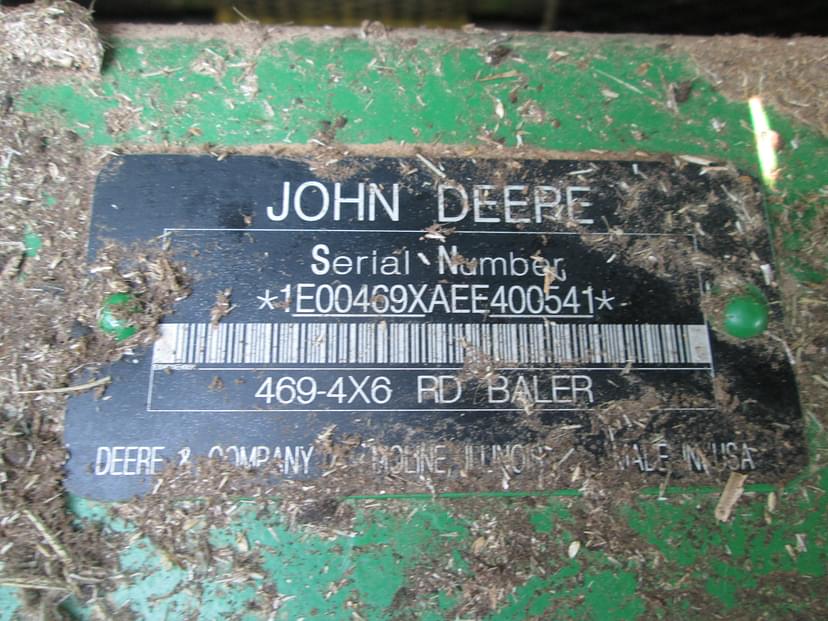 JOHN DEERE
Serial Number
*1E00469XAEE400541*
469-4X6 RD BALER
DEERE & COMPANY MOLINE, ILLINOIS MADE IN USA